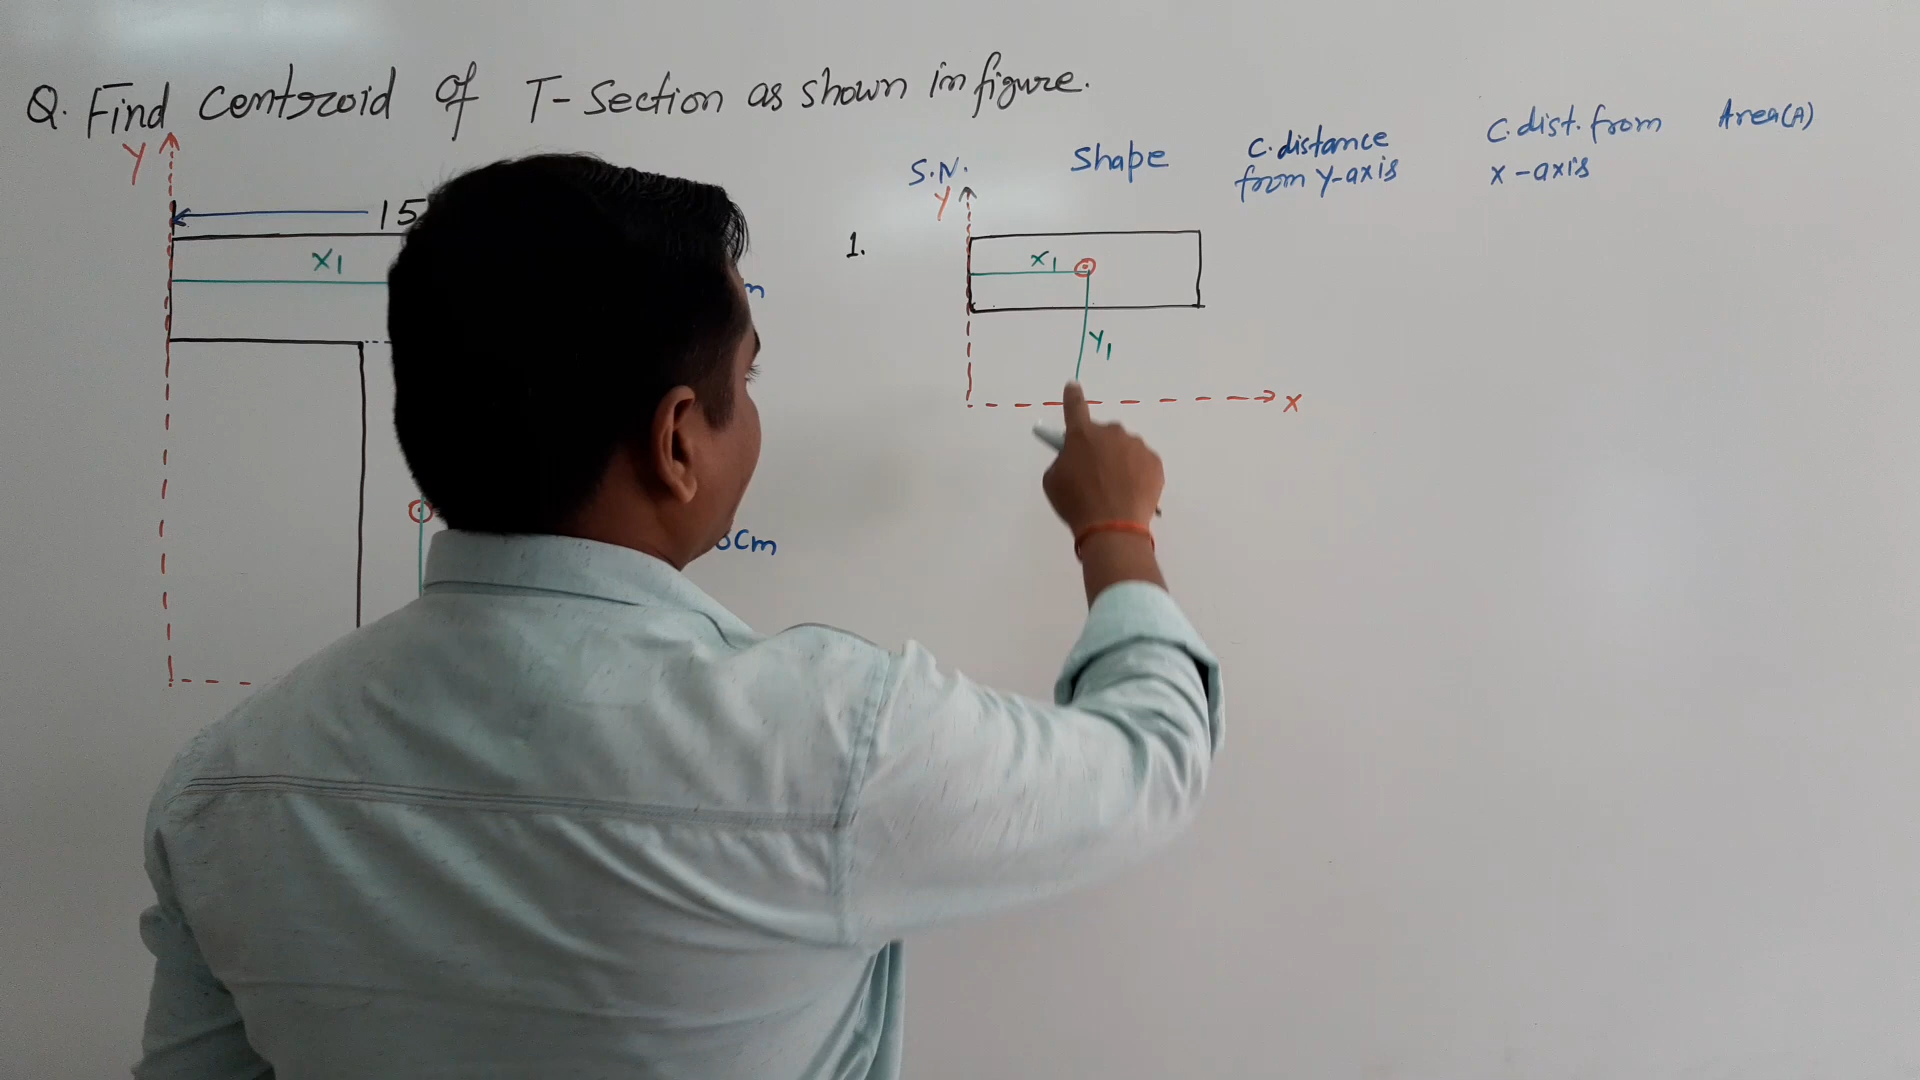 Q. Find Centroid of T-Section as shown in figure.
Y
15
X1
S.N. Shape C.distance from Y-axis C.dist.from x-axis Area(A)
Y
1.
X1
Y1
X
Cm